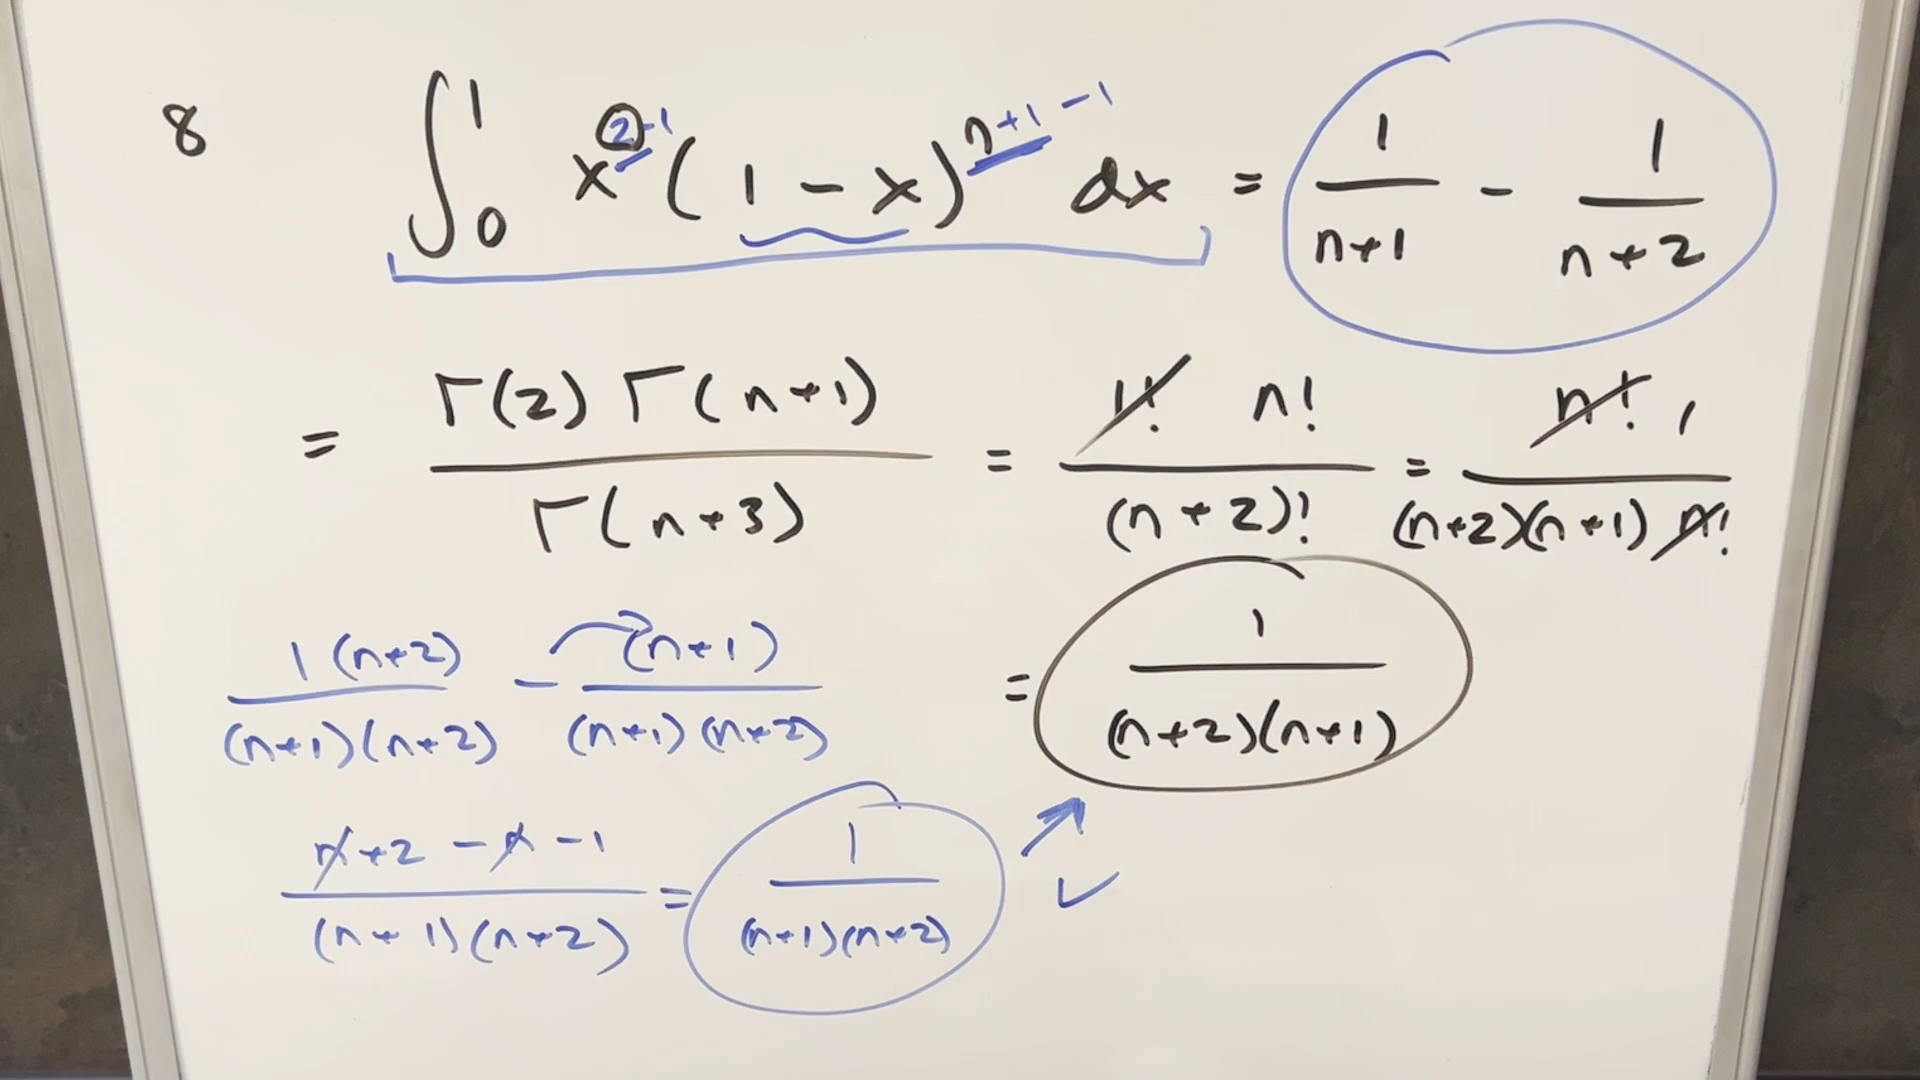 8 ∫₀¹ x²⁻¹ (1 - x)ⁿ⁺¹⁻¹ dx = 1/(n+1) - 1/(n+2)
= Γ(2) Γ(n+1) / Γ(n+3) = 1! n! / (n+2)! = n! 1 / (n+2)(n+1) n!
= 1 / (n+2)(n+1)
1(n+2) / (n+1)(n+2) - (n+1) / (n+1)(n+2)
n+2 - n - 1 / (n+1)(n+2) = 1 / (n+1)(n+2) ↗ ✓